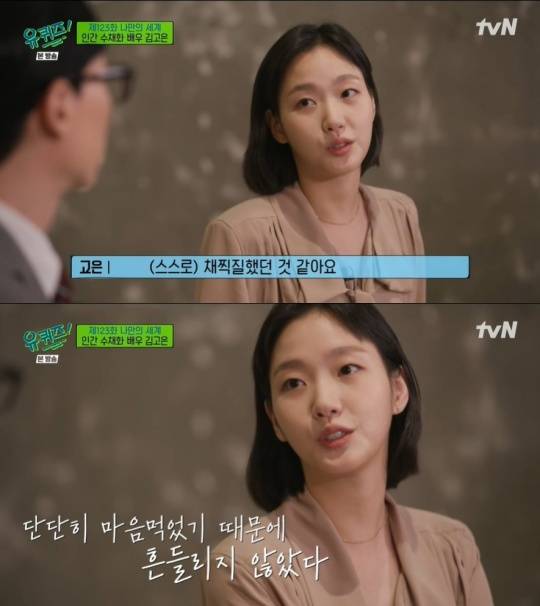 유퀴즈!
본 방송
제123화 나만의 세계
인간 수채화 배우 김고은
tvN
고은 | (스스로) 채찍질했던 것 같아요
유퀴즈!
본 방송
제123화 나만의 세계
인간 수채화 배우 김고은
tvN
단단히 마음먹었기 때문에
흔들리지 않았다